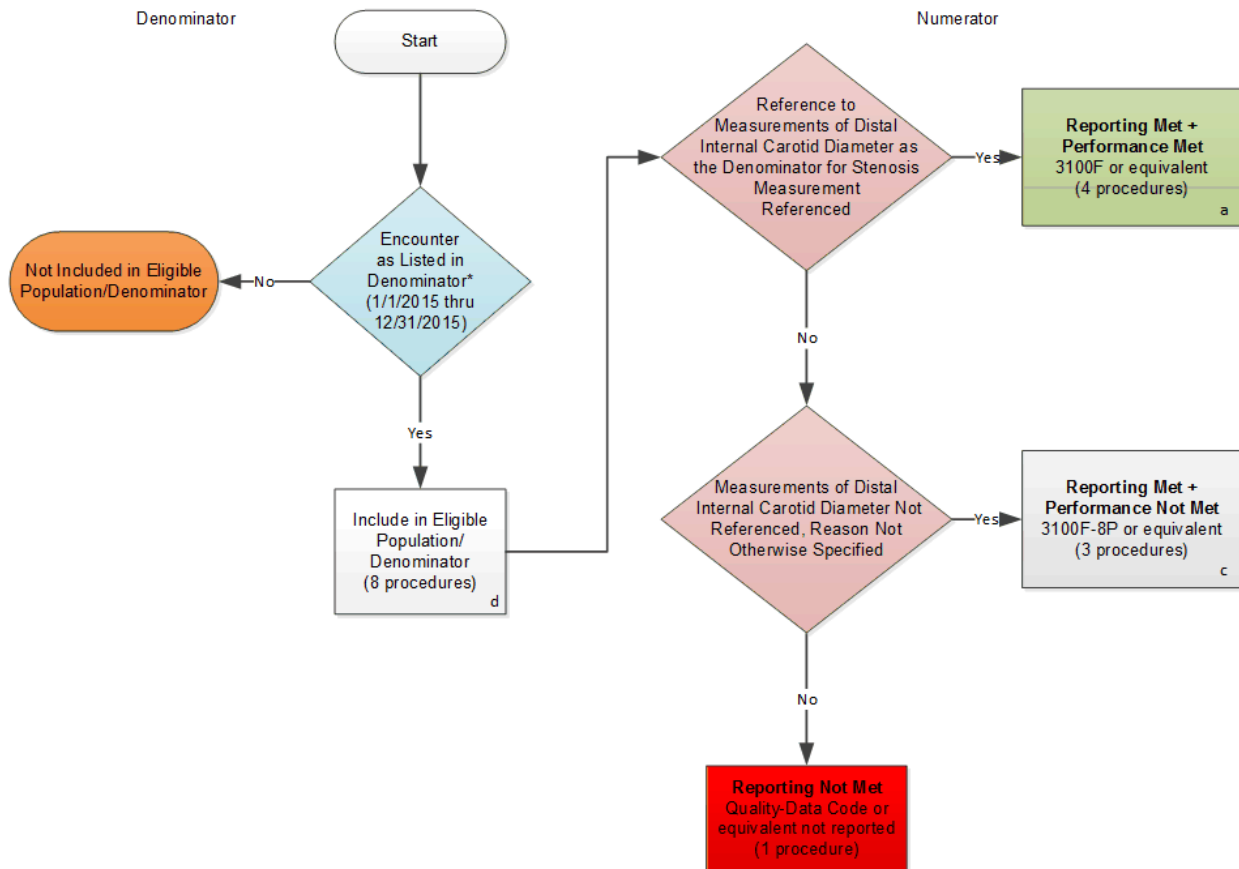 Denominator
Numerator
Start
Encounter
as Listed in
Denominator*
(1/1/2015 thru
12/31/2015)
No
Not Included in Eligible
Population/Denominator
Yes
Include in Eligible
Population/
Denominator
(8 procedures)
d
Reference to
Measurements of Distal
Internal Carotid Diameter as
the Denominator for Stenosis
Measurement
Referenced
Yes
Reporting Met +
Performance Met
3100F or equivalent
(4 procedures)
a
No
Measurements of Distal
Internal Carotid Diameter Not
Referenced, Reason Not
Otherwise Specified
Yes
Reporting Met +
Performance Not Met
3100F-8P or equivalent
(3 procedures)
c
No
Reporting Not Met
Quality-Data Code or
equivalent not reported
(1 procedure)